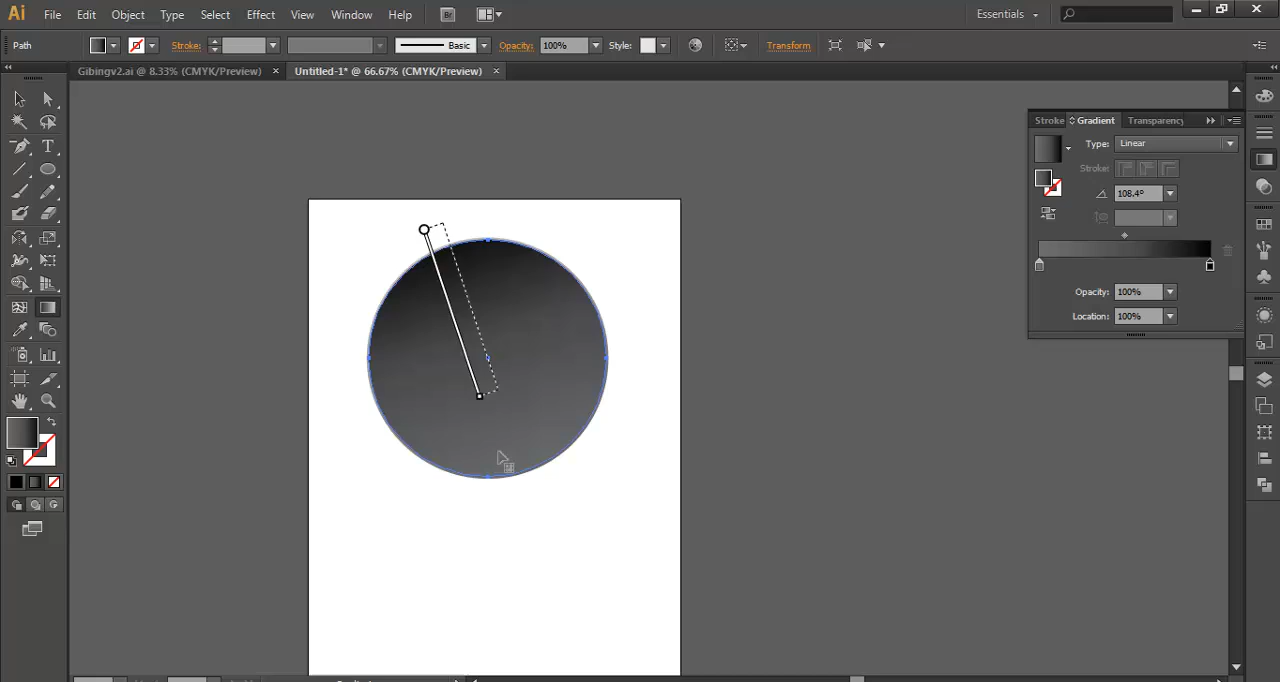 Ai File Edit Object Type Select Effect View Window Help Br Essentials
Path Stroke: Basic Opacity: 100% Style: Transform
Gibingv2.ai @ 8.33% (CMYK/Preview) × Untitled-1* @ 66.67% (CMYK/Preview) ×
Stroke Gradient Transparency
Type: Linear
Stroke:
108.4°
Opacity: 100%
Location: 100%
T